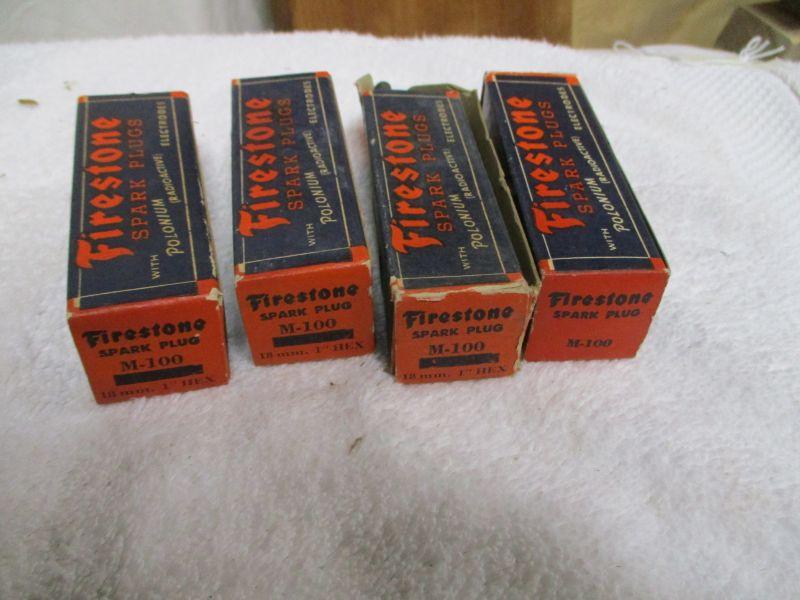 Firestone
SPARK PLUGS
WITH POLONIUM (RADIOACTIVE) ELECTRODES
Firestone
SPARK PLUG
M-100
18 mm. 1" HEX
Firestone
SPARK PLUGS
WITH POLONIUM (RADIOACTIVE) ELECTRODES
Firestone
SPARK PLUG
M-100
18 mm. 1" HEX
Firestone
SPARK PLUGS
WITH POLONIUM (RADIOACTIVE) ELECTRODES
Firestone
SPARK PLUG
M-100
18 mm. 1" HEX
Firestone
SPARK PLUGS
WITH POLONIUM (RADIOACTIVE) ELECTRODES
Firestone
SPARK PLUG
M-100